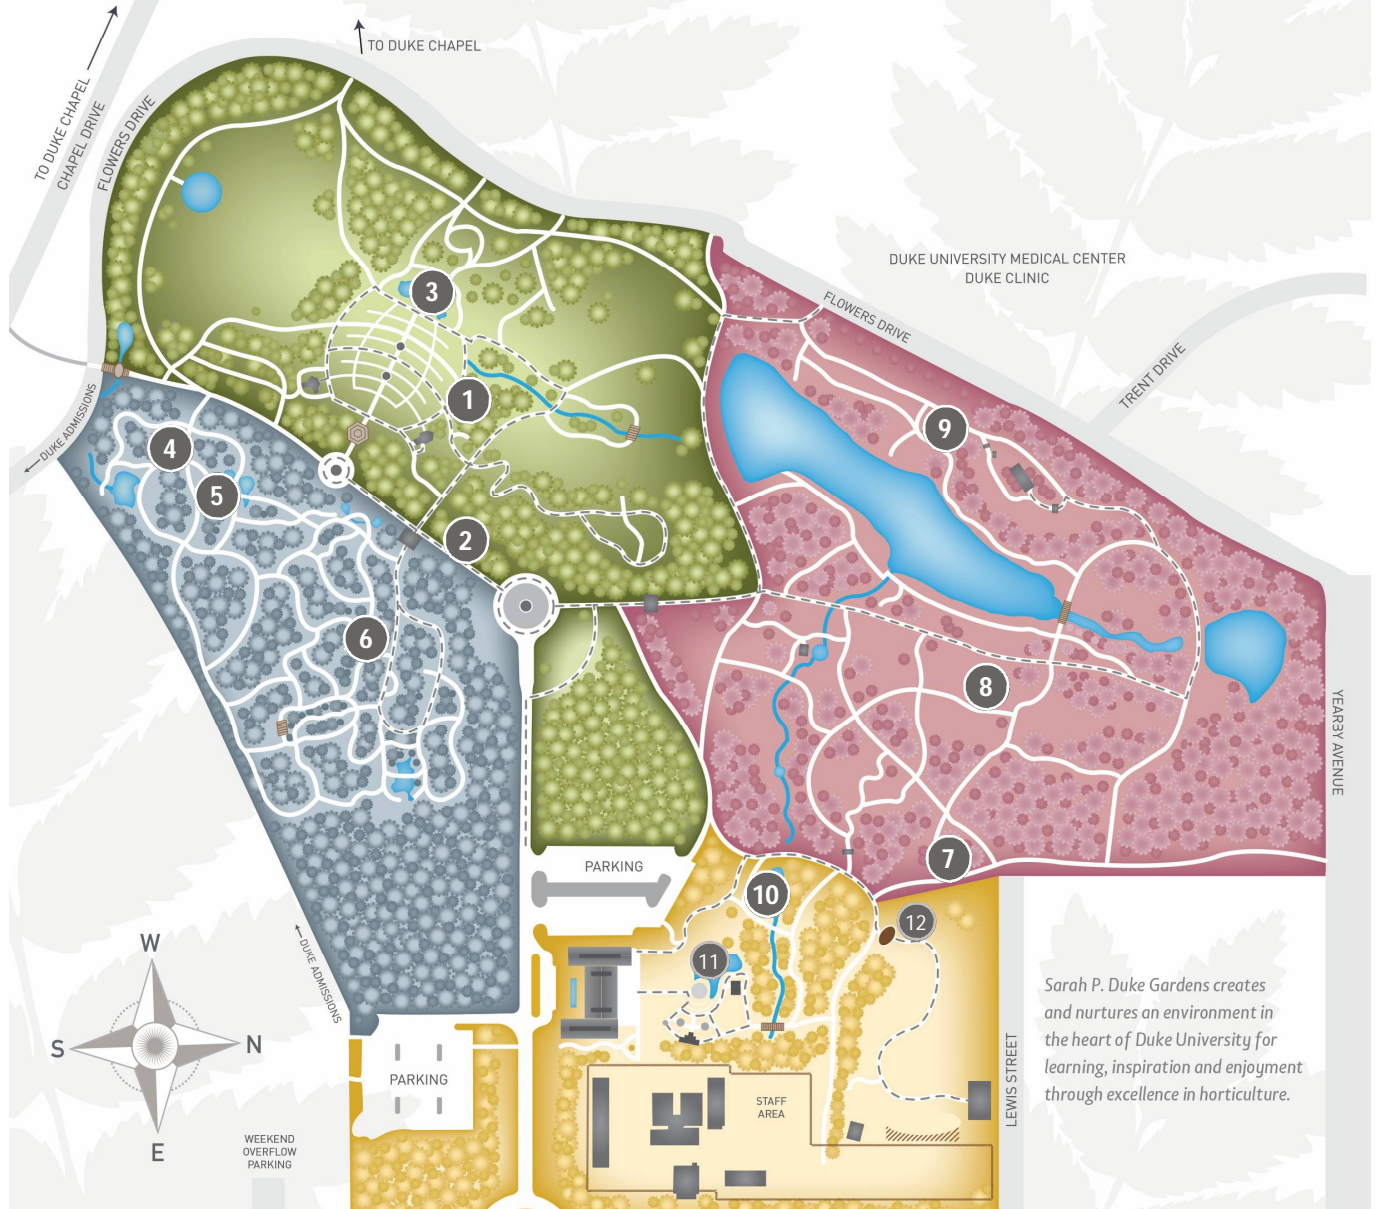 TO DUKE CHAPEL
TO DUKE CHAPEL
CHAPEL DRIVE
FLOWERS DRIVE
DUKE UNIVERSITY MEDICAL CENTER
DUKE CLINIC
FLOWERS DRIVE
TRENT DRIVE
3
1
9
DUKE ADMISSIONS
4
5
2
6
8
YEARBY AVENUE
7
PARKING
10
12
11
W
S
N
E
DUKE ADMISSIONS
PARKING
WEEKEND
OVERFLOW
PARKING
STAFF
AREA
LEWIS STREET
Sarah P. Duke Gardens creates
and nurtures an environment in
the heart of Duke University for
learning, inspiration and enjoyment
through excellence in horticulture.